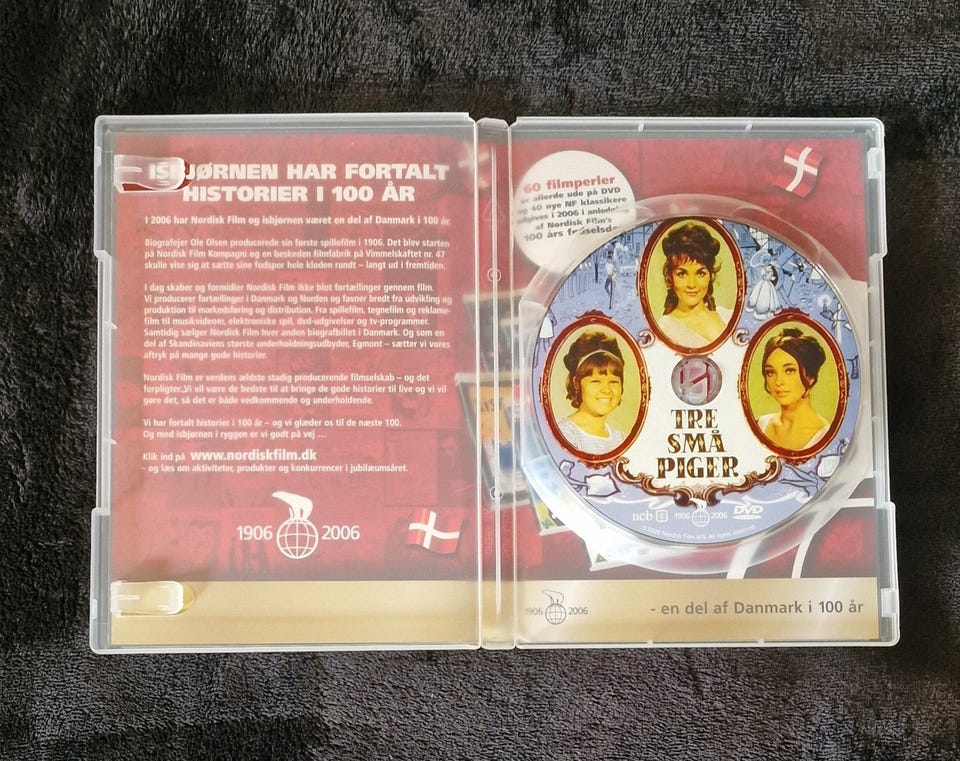 ISBJØRNEN HAR FORTALT
HISTORIER I 100 ÅR
I 2006 har Nordisk Film og isbjørnen været en del af Danmark i 100 år.
Biografejer Ole Olsen producerede sin første spillefilm i 1906. Det blev starten
på Nordisk Film Kompagni og en beskeden filmfabrik på Vimmelskaftet nr. 47
skulle vise sig at sætte sine fodspor hele kloden rundt – langt ud i fremtiden.
I dag skaber og formidler Nordisk Film ikke blot fortællinger gennem film.
Vi producerer fortællinger i Danmark og Norden og favner bredt fra udvikling og
produktion til markedsføring og distribution. Fra spillefilm, tegnefilm og reklame-
film til musikvideoer, elektroniske spil, dvd-udgivelser og tv-programmer.
Samtidig sælger Nordisk Film hver anden biografbillet i Danmark. Og som en
del af Skandinaviens største underholdningsudbyder, Egmont – sætter vi vores
aftryk på mange gode historier.
Nordisk Film er verdens ældste stadig producerende filmselskab – og det
forpligter. Vi vil være de bedste til at bringe de gode historier til live og vi vil
gøre det, så det er både vedkommende og underholdende.
Vi har fortalt historier i 100 år – og vi glæder os til de næste 100.
Og med isbjørnen i ryggen er vi godt på vej ...
Klik ind på www.nordiskfilm.dk
- og læs om aktiviteter, produkter og konkurrencer i jubilæumsåret.
1906 2006
60 filmperler
er allerde ude på DVD
og 40 nye NF klassikere
udgives i 2006 i anledning
af Nordisk Film's
100 års fødselsdag
TRE
SMÅ
PIGER
ncb 1906 2006 DVD
©2006 Nordisk Film A/S. All rights reserved
1906 2006 - en del af Danmark i 100 år